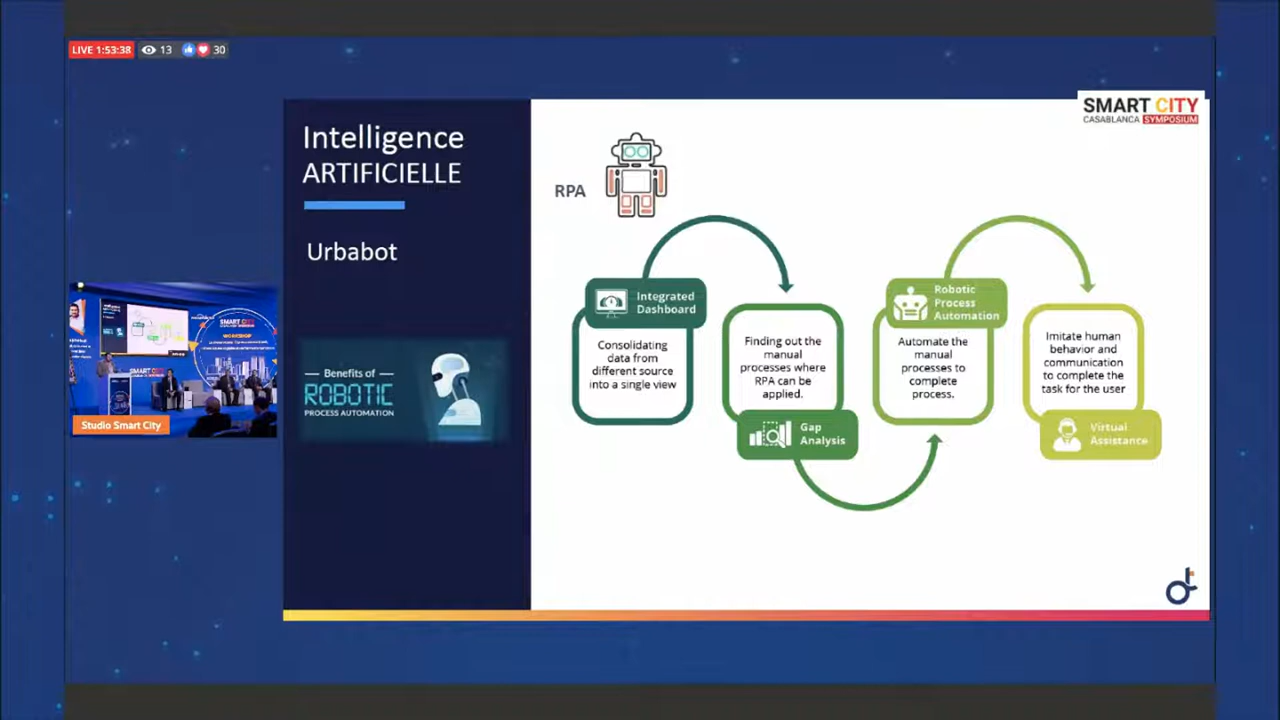 LIVE 1:53:38
13
30
SMART CITY
CASABLANCA SYMPOSIUM
Intelligence
ARTIFICIELLE
Urbabot
Benefits of
ROBOTIC
PROCESS AUTOMATION
RPA
Integrated
Dashboard
Consolidating
data from
different source
into a single view
Finding out the
manual
processes where
RPA can be
applied.
Gap
Analysis
Robotic
Process
Automation
Automate the
manual
processes to
complete
process.
Imitate human
behavior and
communication
to complete the
task for the user
Virtual
Assistance
SMART CITY
WORKSHOP
Studio Smart City